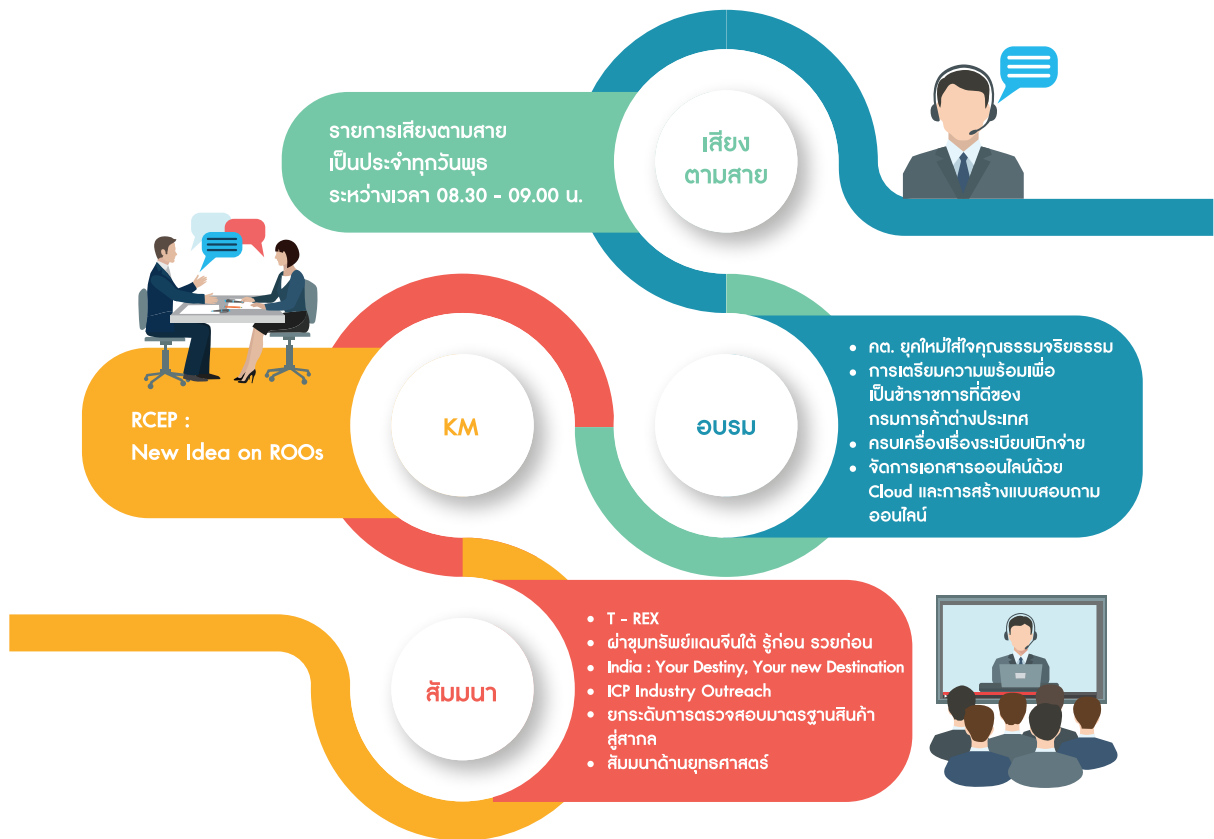 เสียง
ตามสาย
รายการเสียงตามสาย
เป็นประจำทุกวันพุธ
ระหว่างเวลา 08.30 - 09.00 น.
อบรม
• คต. ยุคใหม่ใส่ใจคุณธรรมจริยธรรม
• การเตรียมความพร้อมเพื่อ
เป็นข้าราชการที่ดีของ
กรมการค้าต่างประเทศ
• ครบเครื่องเรื่องระเบียบเบิกจ่าย
• จัดการเอกสารออนไลน์ด้วย
Cloud และการสร้างแบบสอบถาม
ออนไลน์
KM
RCEP :
New Idea on ROOs
สัมมนา
• T - REX
• ผ่าขุมทรัพย์แดนจีนใต้ รู้ก่อน รวยก่อน
• India : Your Destiny, Your new Destination
• ICP Industry Outreach
• ยกระดับการตรวจสอบมาตรฐานสินค้า
สู่สากล
• สัมมนาด้านยุทธศาสตร์